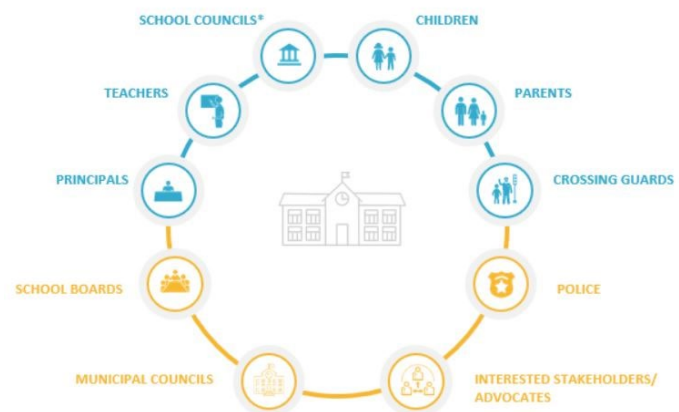 SCHOOL COUNCILS*
CHILDREN
TEACHERS
PARENTS
PRINCIPALS
CROSSING GUARDS
SCHOOL BOARDS
POLICE
MUNICIPAL COUNCILS
INTERESTED STAKEHOLDERS/
ADVOCATES